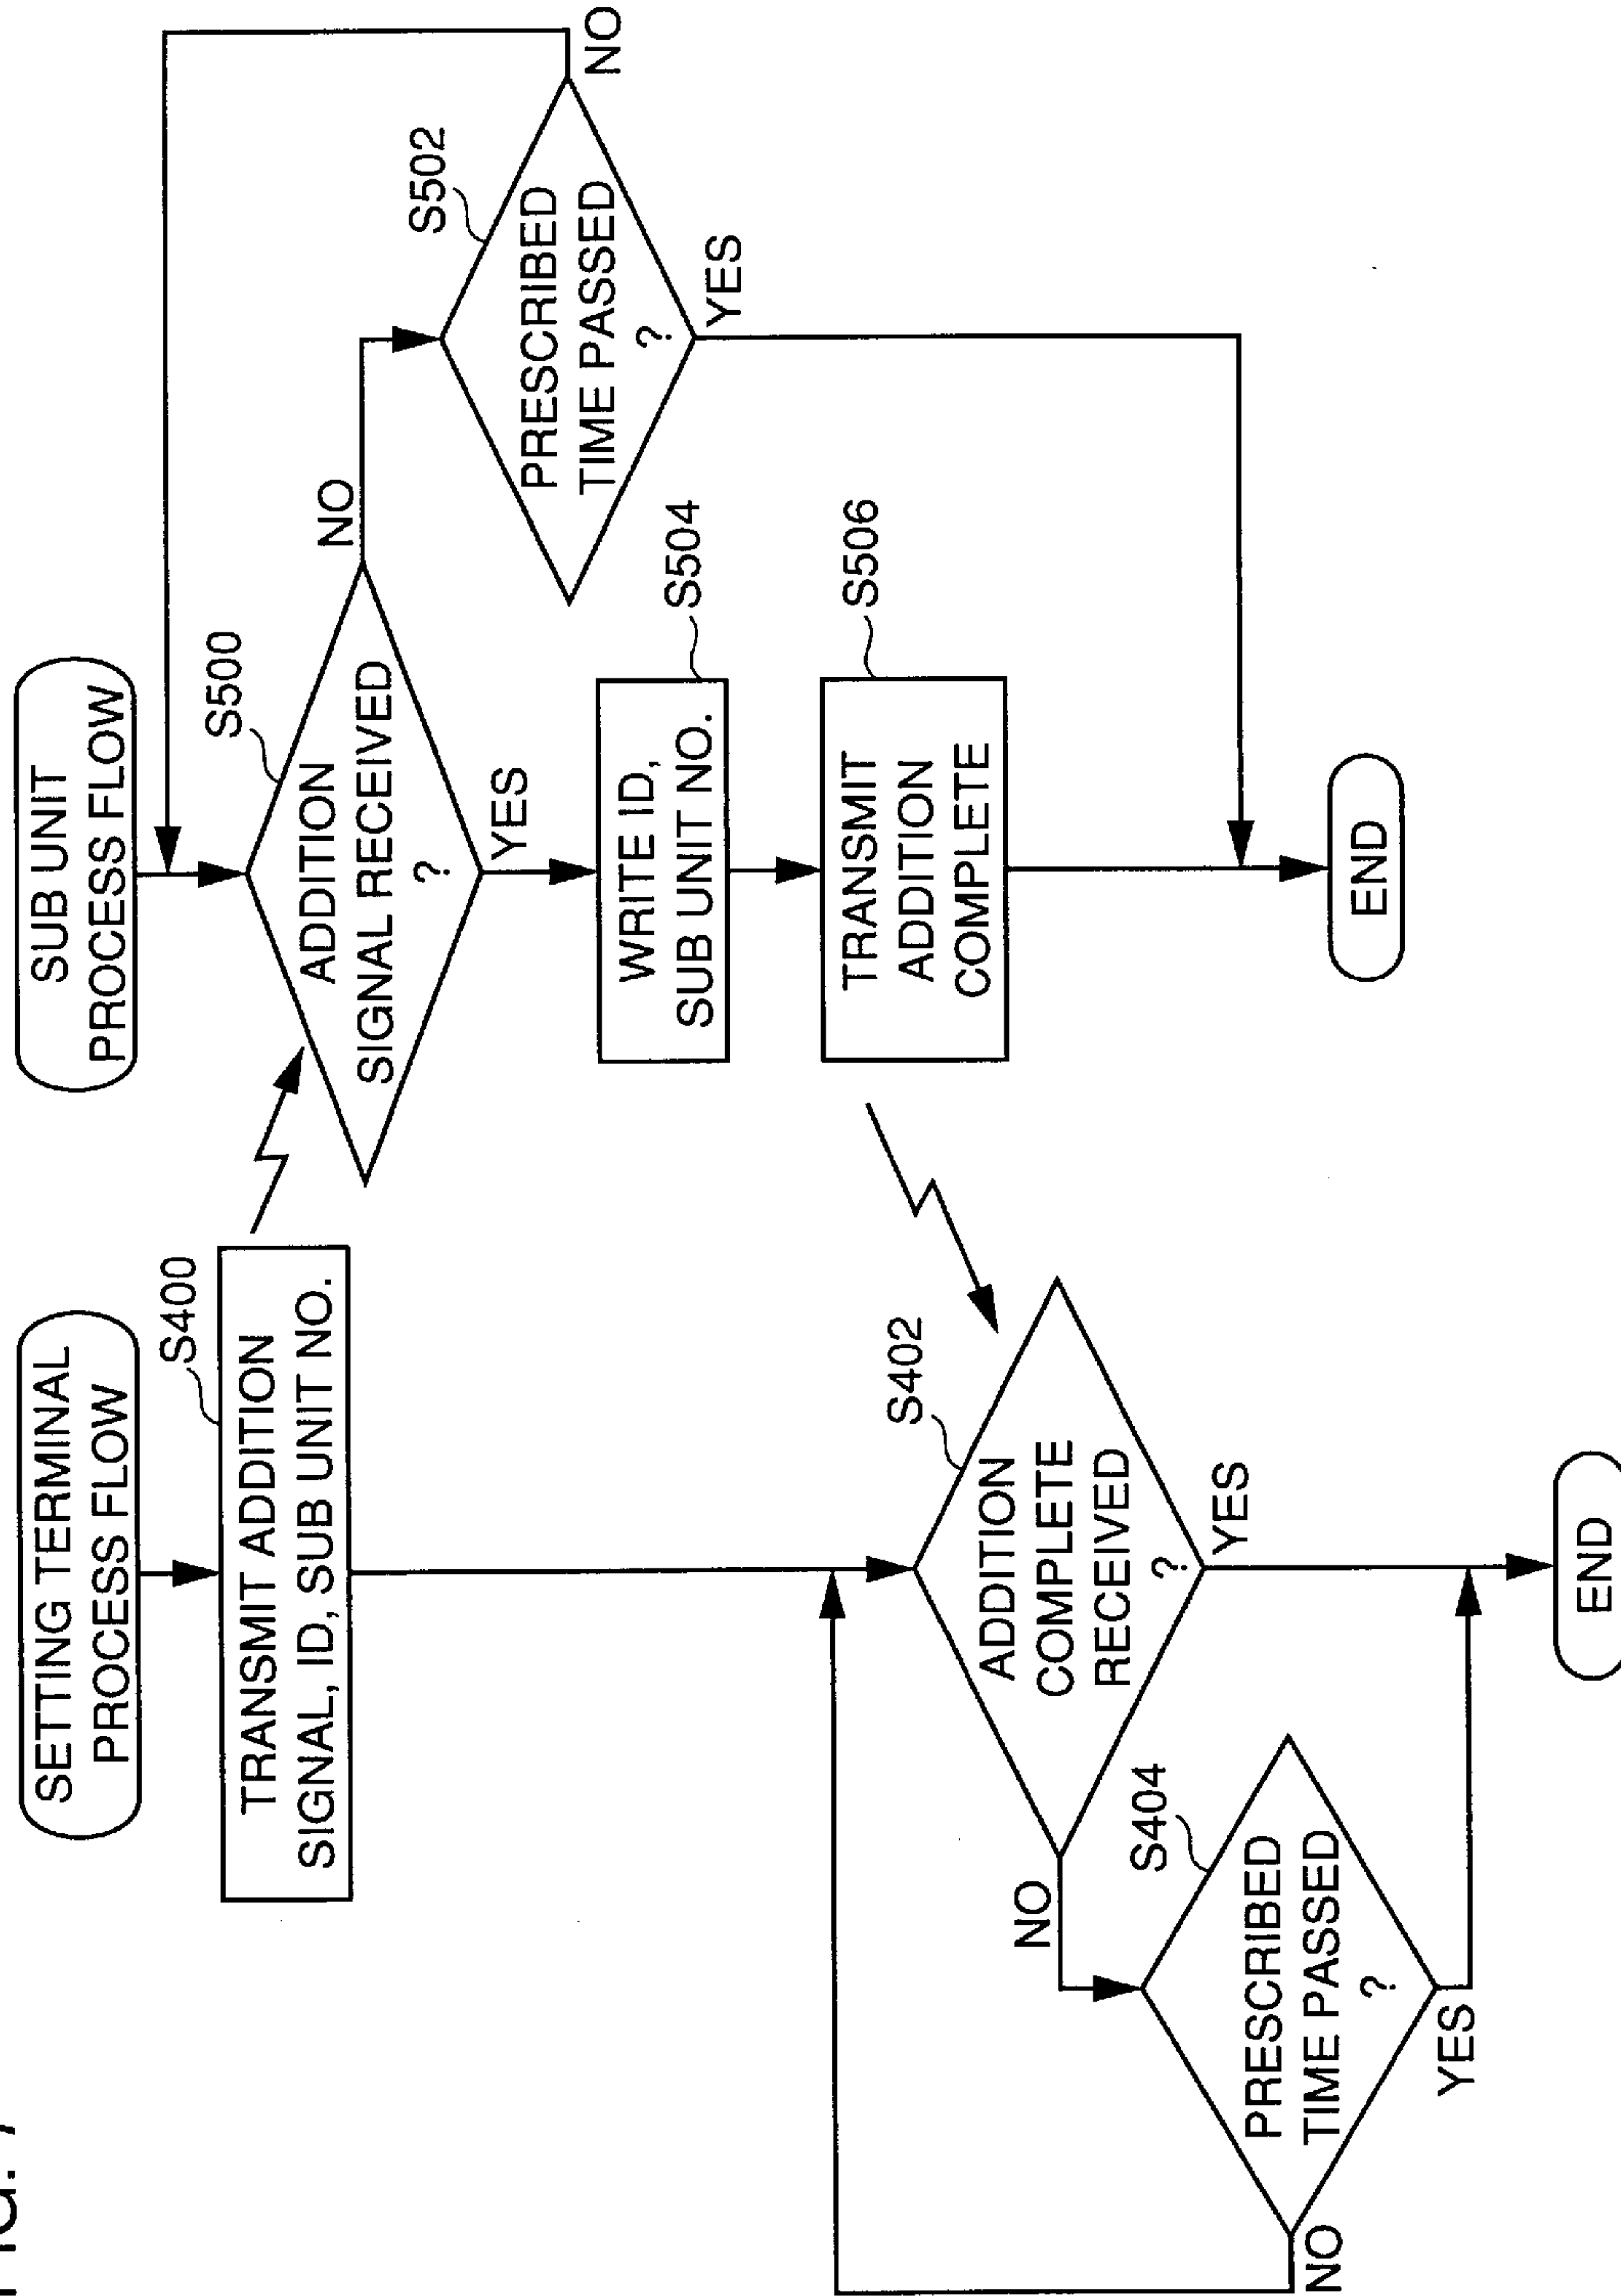 SETTING TERMINAL
PROCESS FLOW
S400
TRANSMIT ADDITION
SIGNAL, ID, SUB UNIT NO.
S402
ADDITION
COMPLETE
RECEIVED
?
YES
NO
S404
PRESCRIBED
TIME PASSED
?
YES
NO
END
SUB UNIT
PROCESS FLOW
S500
ADDITION
SIGNAL RECEIVED
?
YES
NO
S502
PRESCRIBED
TIME PASSED
?
YES
NO
S504
WRITE ID,
SUB UNIT NO.
S506
TRANSMIT
ADDITION
COMPLETE
END